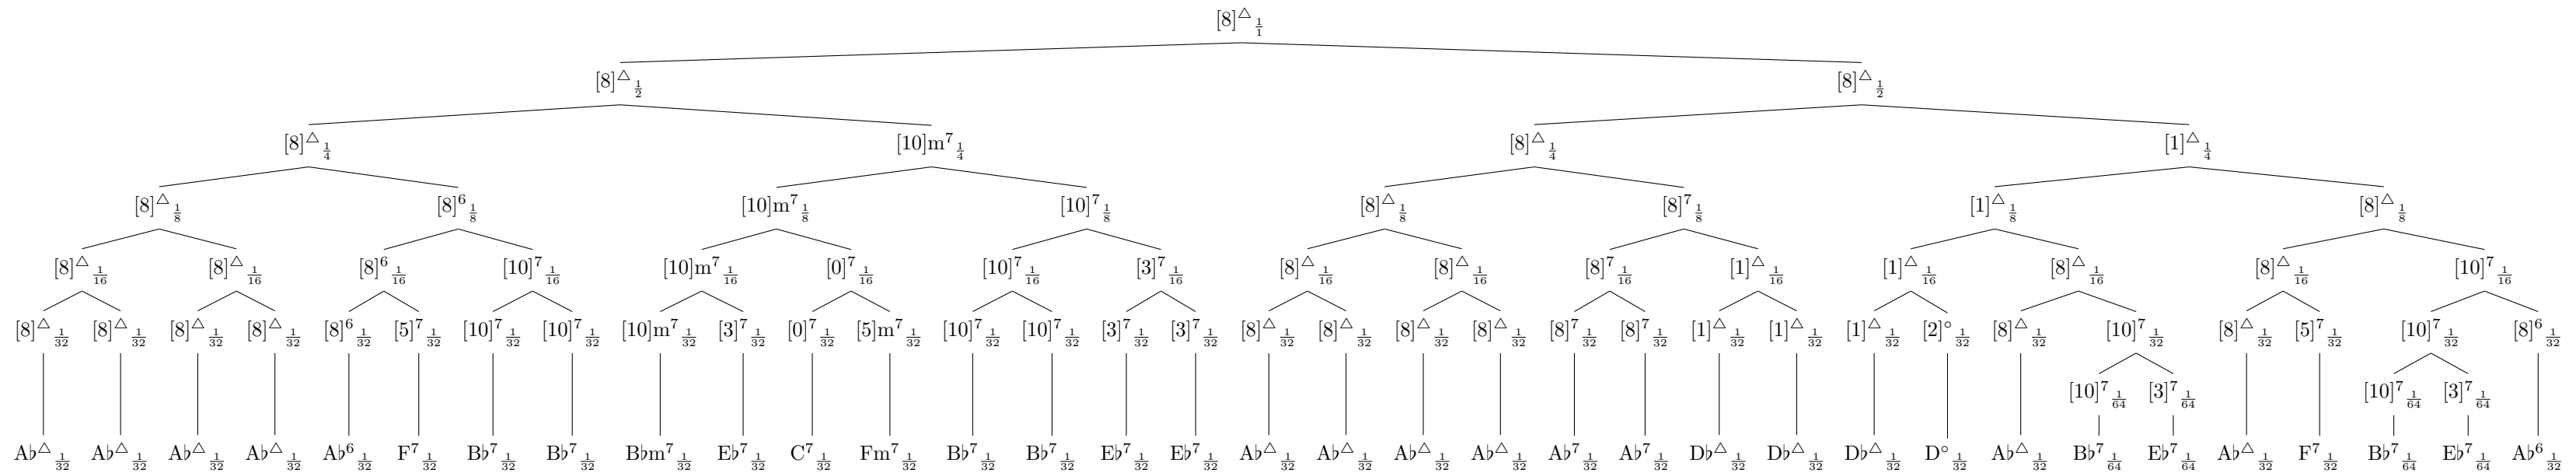 [8]△ 1/1
[8]△ 1/2 [8]△ 1/2
[8]△ 1/4 [10]m7 1/4 [8]△ 1/4 [1]△ 1/4
[8]△ 1/8 [8]6 1/8 [10]m7 1/8 [10]7 1/8 [8]△ 1/8 [8]7 1/8 [1]△ 1/8 [8]△ 1/8
[8]△ 1/16 [8]△ 1/16 [8]6 1/16 [10]7 1/16 [10]m7 1/16 [0]7 1/16 [10]7 1/16 [3]7 1/16 [8]△ 1/16 [8]△ 1/16 [8]7 1/16 [1]△ 1/16 [1]△ 1/16 [8]△ 1/16 [8]△ 1/16 [10]7 1/16
[8]△ 1/32 [8]△ 1/32 [8]△ 1/32 [8]△ 1/32 [8]6 1/32 [5]7 1/32 [10]7 1/32 [10]7 1/32 [10]m7 1/32 [3]7 1/32 [0]7 1/32 [5]m7 1/32 [10]7 1/32 [10]7 1/32 [3]7 1/32 [3]7 1/32 [8]△ 1/32 [8]△ 1/32 [8]△ 1/32 [8]△ 1/32 [8]7 1/32 [8]7 1/32 [1]△ 1/32 [1]△ 1/32 [1]△ 1/32 [2]° 1/32 [8]△ 1/32 [10]7 1/32 [8]△ 1/32 [5]7 1/32 [10]7 1/32 [8]6 1/32
[10]7 1/64 [3]7 1/64 [10]7 1/64 [3]7 1/64
A♭△ 1/32 A♭△ 1/32 A♭△ 1/32 A♭△ 1/32 A♭6 1/32 F7 1/32 B♭7 1/32 B♭7 1/32 B♭m7 1/32 E♭7 1/32 C7 1/32 Fm7 1/32 B♭7 1/32 B♭7 1/32 E♭7 1/32 E♭7 1/32 A♭△ 1/32 A♭△ 1/32 A♭△ 1/32 A♭△ 1/32 A♭7 1/32 A♭7 1/32 D♭△ 1/32 D♭△ 1/32 D♭△ 1/32 D° 1/32 A♭△ 1/32 B♭7 1/64 E♭7 1/64 A♭△ 1/32 F7 1/32 B♭7 1/64 E♭7 1/64 A♭6 1/32